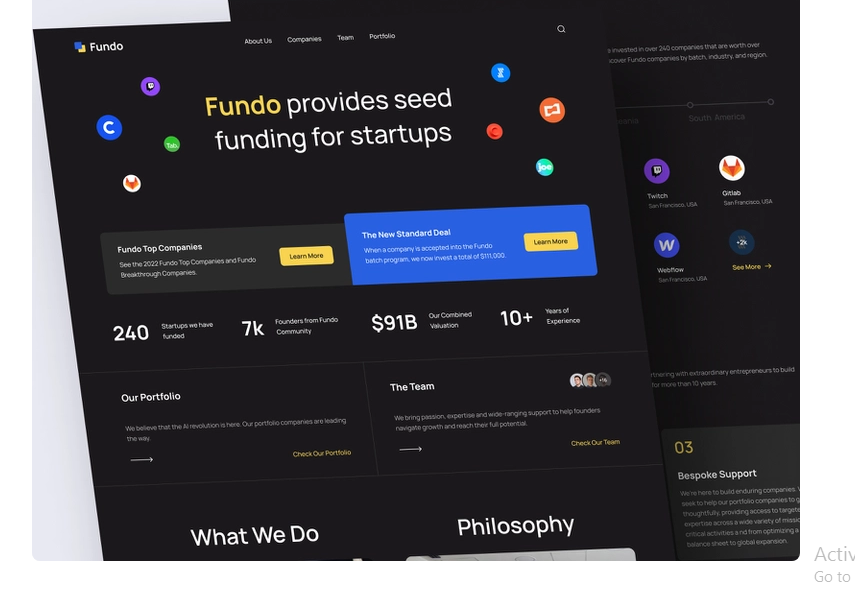 Fundo
About Us
Companies
Team
Portfolio
Fundo provides seed
funding for startups
Tab.
joe
Fundo Top Companies
See the 2022 Fundo Top Companies and Fundo
Breakthrough Companies.
Learn More
The New Standard Deal
When a company is accepted into the Fundo
batch program, we now invest a total of $111,000.
Learn More
240
Startups we have
funded
7k
Founders from Fundo
Community
$91B
Our Combined
Valuation
10+
Years of
Experience
Our Portfolio
We believe that the AI revolution is here. Our portfolio companies are leading
the way.
Check Our Portfolio
The Team
+16
We bring passion, expertise and wide-ranging support to help founders
navigate growth and reach their full potential.
Check Our Team
What We Do
Philosophy
invested in over 240 companies that are worth over
Fundo companies by batch, industry, and region.
South America
Twitch
San Francisco, USA
Gitlab
San Francisco, USA
Webflow
San Francisco, USA
+2k
See More
with extraordinary entrepreneurs to build
for more than 10 years.
03
Bespoke Support
We're here to build enduring companies.
seek to help our portfolio companies to
thoughtfully, providing access to
expertise across a wide variety of
critical activities a nd from optimizing a
balance sheet to global expansion.
Activ
Go to